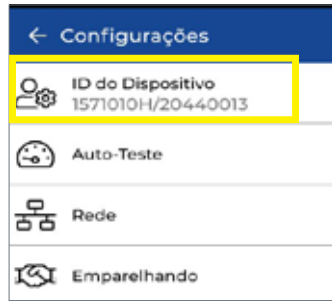 Configurações
ID do Dispositivo
1571010H/20440013
Auto-Teste
Rede
Emparelhando